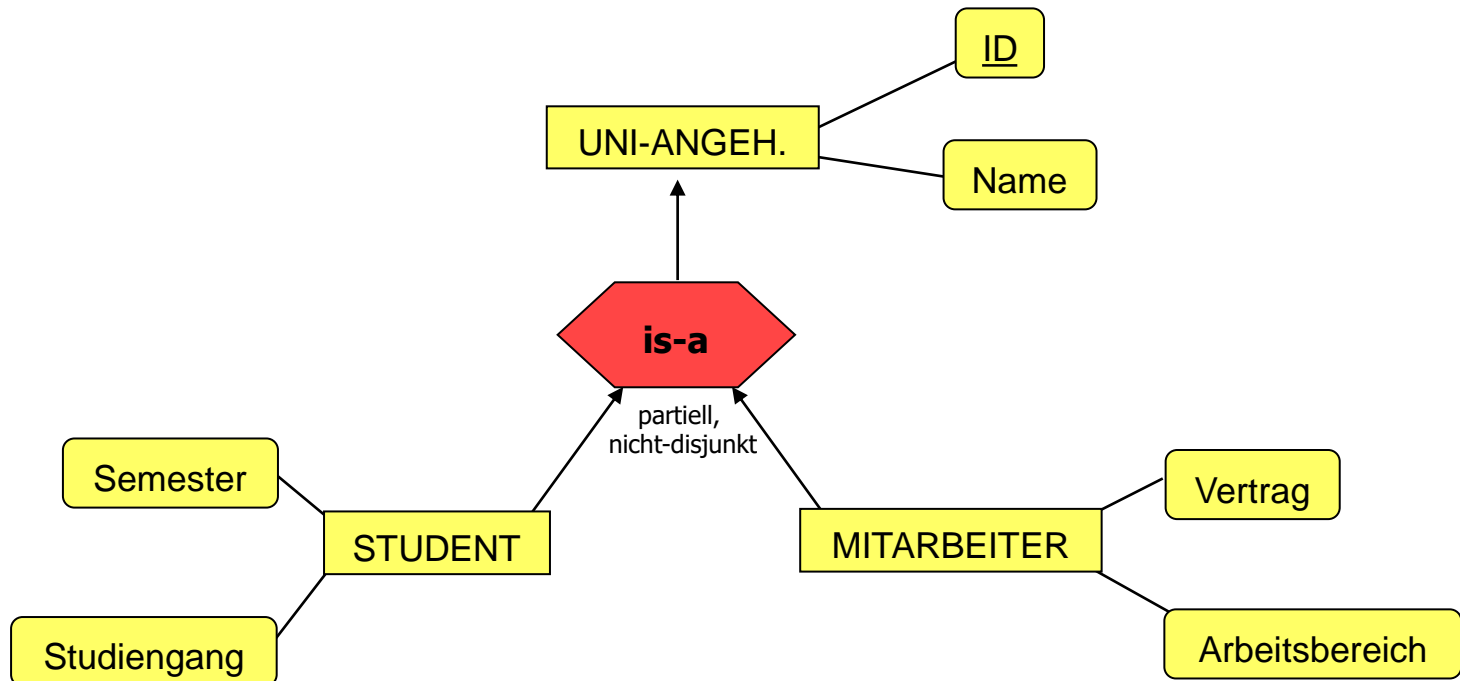 ID
UNI-ANGEH.
Name
is-a
partiell,
nicht-disjunkt
Semester
Vertrag
STUDENT
MITARBEITER
Studiengang
Arbeitsbereich